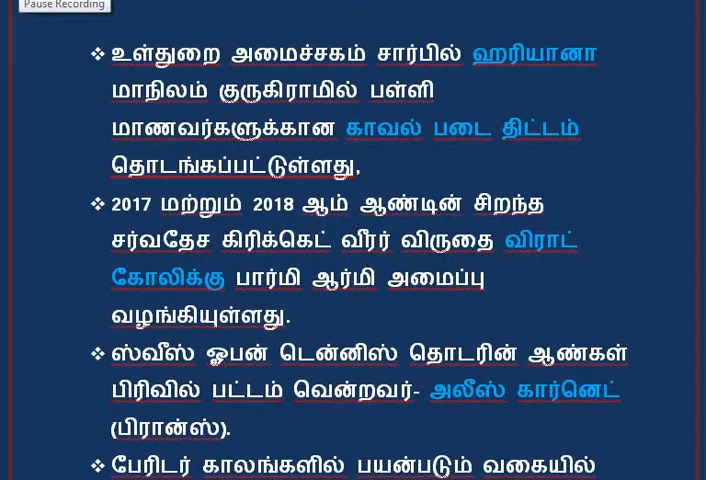 Pause Recording
❖ உள்துறை அமைச்சகம் சார்பில் ஹரியானா
மாநிலம் குருகிராமில் பள்ளி
மாணவர்களுக்கான காவல் படை திட்டம்
தொடங்கப்பட்டுள்ளது,
❖ 2017 மற்றும் 2018 ஆம் ஆண்டின் சிறந்த
சர்வதேச கிரிக்கெட் வீரர் விருதை விராட்
கோலிக்கு பார்மி ஆர்மி அமைப்பு
வழங்கியுள்ளது.
❖ ஸ்வீஸ் ஓபன் டென்னிஸ் தொடரின் ஆண்கள்
பிரிவில் பட்டம் வென்றவர்- அலீஸ் கார்னெட்
(பிரான்ஸ்).
❖ பேரிடர் காலங்களில் பயன்படும் வகையில்